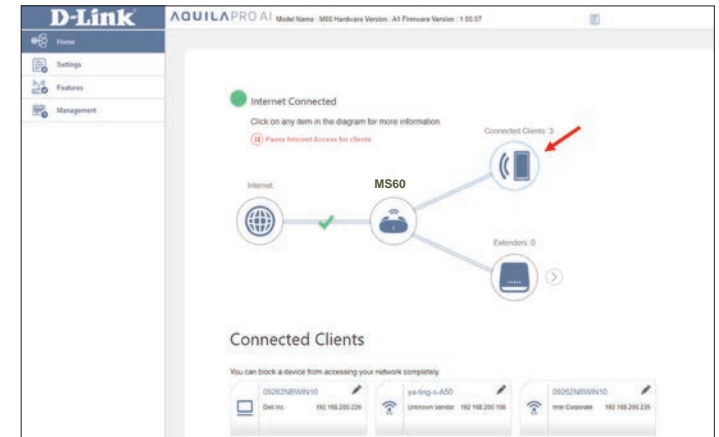 D-Link
AQUILA PRO AI Model Name : M60 Hardware Version : A1 Firmware Version : 1.00.07
Home
Settings
Features
Management
Internet Connected
Click on any item in the diagram for more information.
Pause Internet Access for clients
Connected Clients: 3
Internet
MS60
Extenders: 0
Connected Clients
You can block a device from accessing your network completely
09262NBWIN10
Dell Inc.
192.168.200.229
ya-ting-s-A50
Unknown Vendor
192.168.200.198
09262NBWIN10
Intel Corporate
192.168.200.235